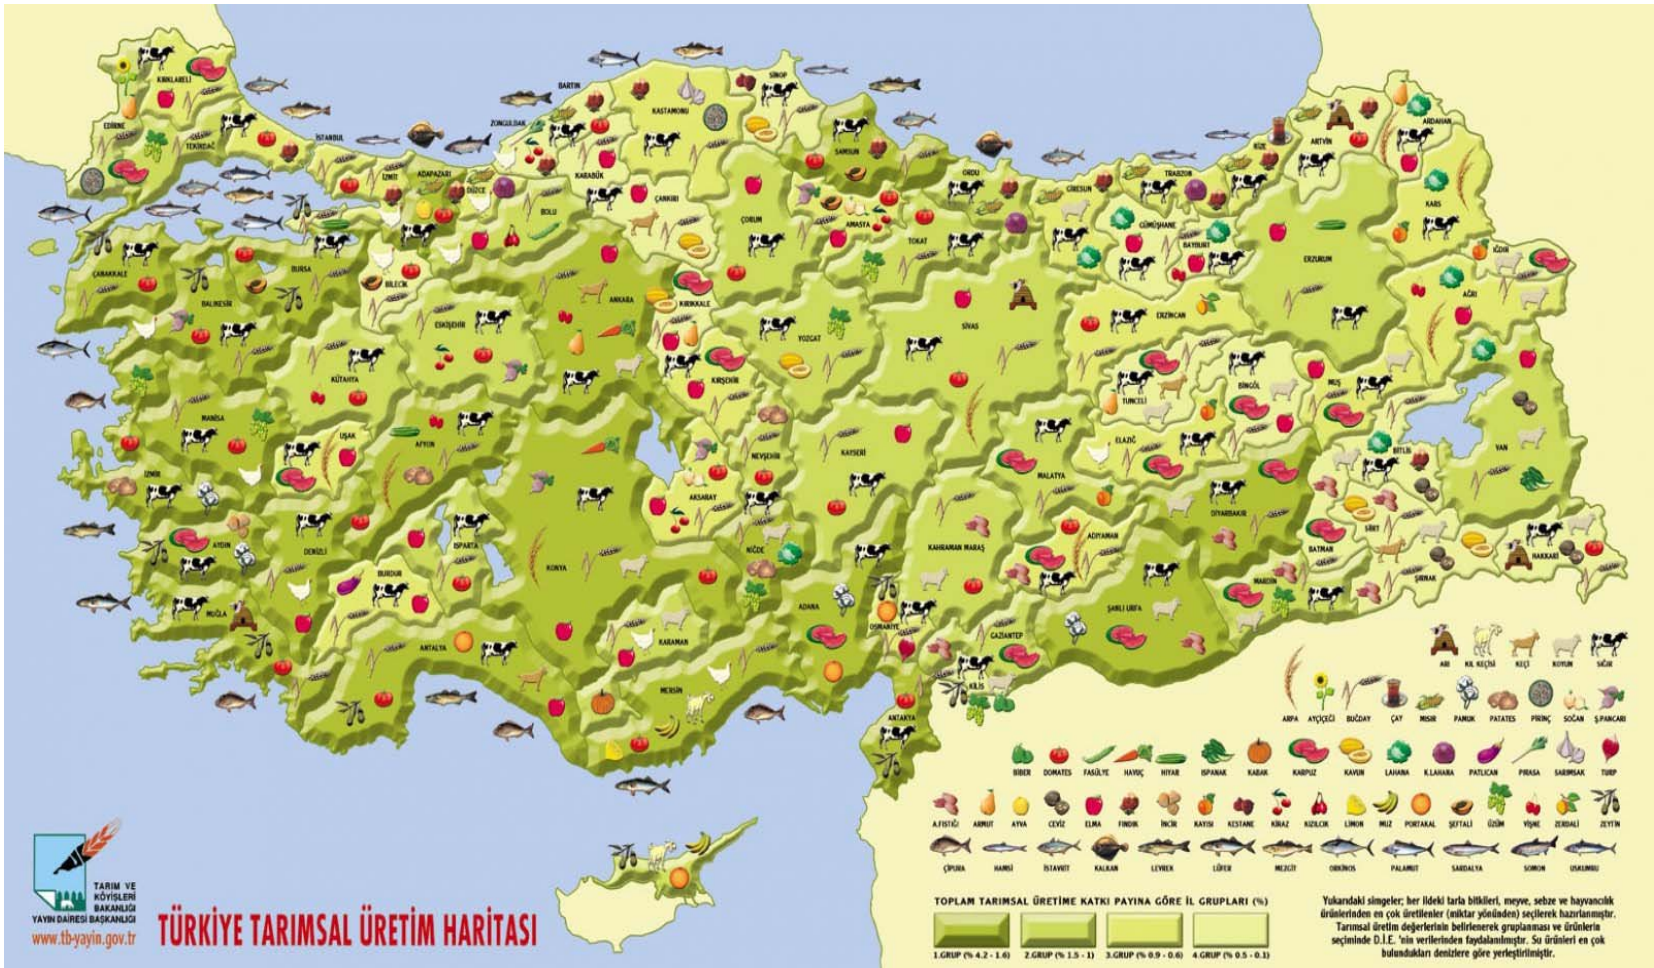 KIRKLARELİ
EDİRNE
TEKİRDAĞ
İSTANBUL
ÇANAKKALE
BALIKESİR
BURSA
BİLECİK
İZMİT
ADAPAZARI
DÜZCE
BOLU
ZONGULDAK
BARTIN
KARABÜK
KASTAMONU
SİNOP
ÇANKIRI
ÇORUM
SAMSUN
AMASYA
TOKAT
ORDU
GİRESUN
TRABZON
RİZE
ARTVİN
ARDAHAN
KARS
IĞDIR
AĞRI
GÜMÜŞHANE
BAYBURT
ERZURUM
ERZİNCAN
SİVAS
YOZGAT
KIRIKKALE
ANKARA
ESKİŞEHİR
KÜTAHYA
MANİSA
İZMİR
UŞAK
AFYON
AYDIN
DENİZLİ
MUĞLA
BURDUR
ISPARTA
ANTALYA
KONYA
KARAMAN
MERSİN
AKSARAY
NİĞDE
NEVŞEHİR
KIRŞEHİR
KAYSERİ
ADANA
OSMANİYE
ANTAKYA
KİLİS
GAZİANTEP
KAHRAMAN MARAŞ
MALATYA
ADIYAMAN
ŞANLI URFA
ELAZIĞ
TUNCELİ
BİNGÖL
MUŞ
DİYARBAKIR
MARDİN
BATMAN
SİİRT
BİTLİS
VAN
HAKKARİ
ŞIRNAK
ARI KIL KEÇİSİ KEÇİ KOYUN SIĞIR
ARPA AYÇİÇEĞİ BUĞDAY ÇAY MISIR PAMUK PATATES PİRİNÇ SOĞAN Ş.PANCARI
BİBER DOMATES FASÜLYE HAVUÇ HIYAR ISPANAK KABAK KARPUZ KAVUN LAHANA K.LAHANA PATLICAN PIRASA SARIMSAK TURP
A.FISTIĞI ARMUT AYVA CEVİZ ELMA FINDIK İNCİR KAYISI KESTANE KİRAZ KIZILCIK LİMON MUZ PORTAKAL ŞEFTALİ ÜZÜM VİŞNE ZERDALİ ZEYTİN
ÇİPURA HAMSİ İSTAVRİT KALKAN LEVREK LÜFER MEZGİT ORKİNOS PALAMUT SARDALYA SOMON USKUMRU
TOPLAM TARIMSAL ÜRETİME KATKI PAYINA GÖRE İL GRUPLARI (%)
1.GRUP (% 4.2 - 1.6) 2.GRUP (% 1.5 - 1) 3.GRUP (% 0.9 - 0.6) 4.GRUP (% 0.5 - 0.1)
Yukarıdaki simgeler; her ildeki tarla bitkileri, meyve, sebze ve hayvancılık
ürünlerinden en çok üretilenler (miktar yönünden) seçilerek hazırlanmıştır.
Tarımsal üretim değerlerinin belirlenerek gruplanması ve ürünlerin
seçiminde D.İ.E. 'nin verilerinden faydalanılmıştır. Su ürünleri en çok
bulundukları denizlere göre yerleştirilmiştir.
TARIM VE
KÖYİŞLERİ
BAKANLIĞI
YAYIN DAİRESİ BAŞKANLIĞI
www.tb-yayin.gov.tr
TÜRKİYE TARIMSAL ÜRETİM HARİTASI